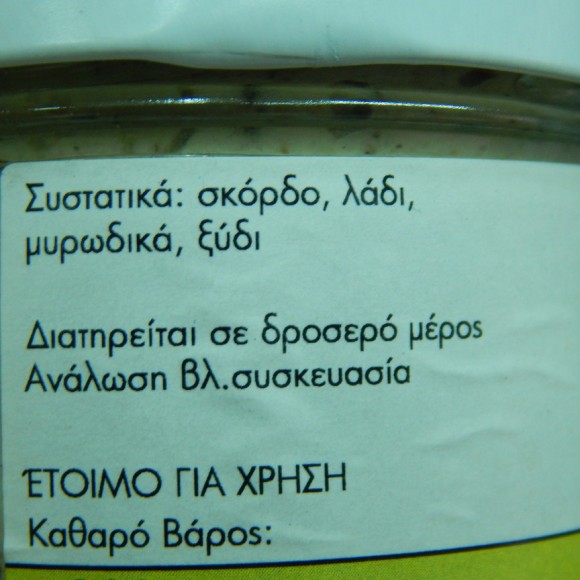 Συστατικά: σκόρδο, λάδι,
μυρωδικά, ξύδι
Διατηρείται σε δροσερό μέρος
Ανάλωση βλ.συσκευασία
ΈΤΟΙΜΟ ΓΙΑ ΧΡΗΣΗ
Καθαρό Βάρος: